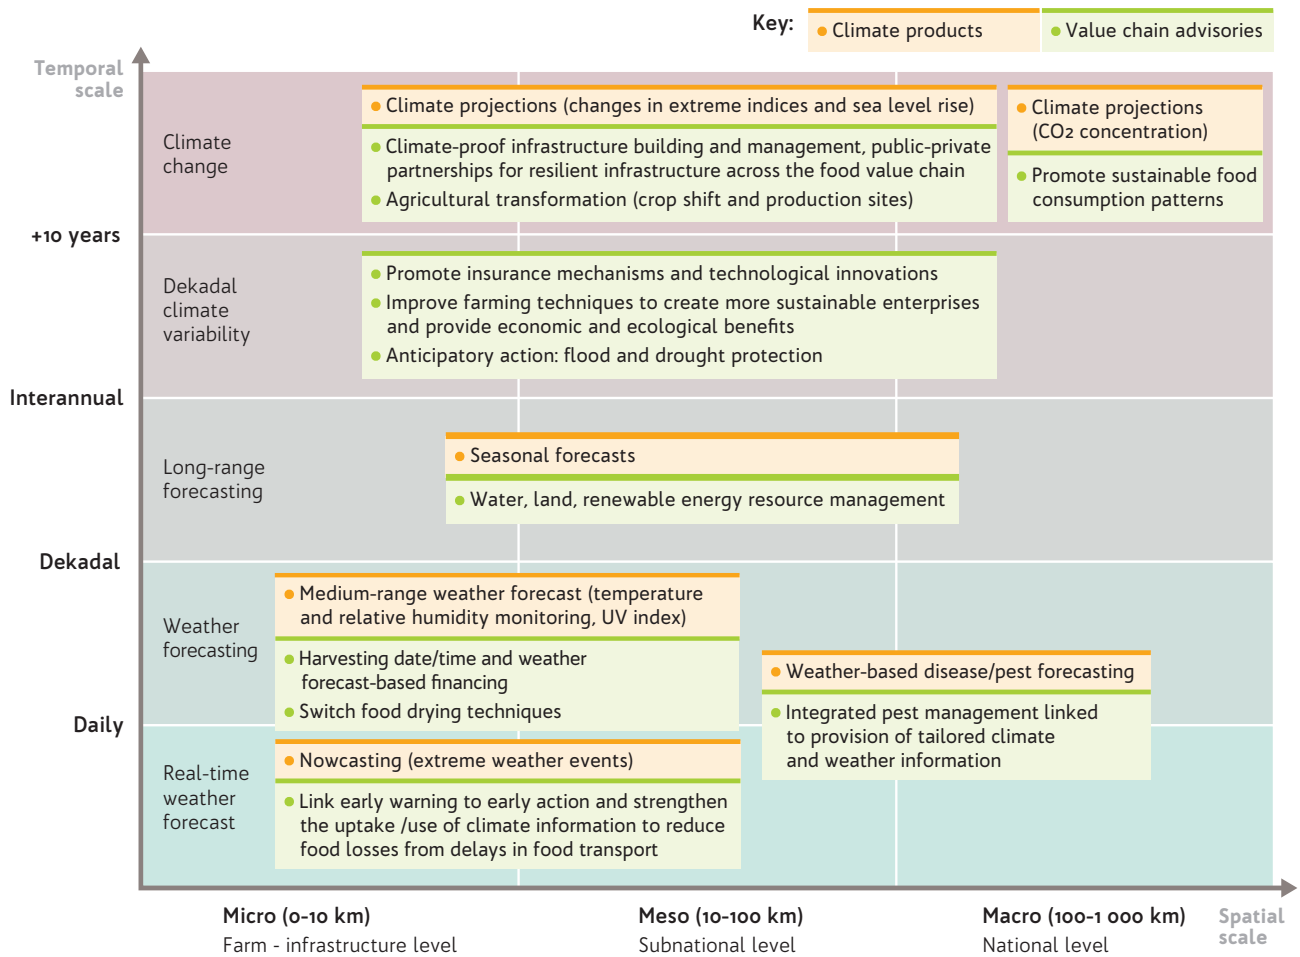 Key:
• Climate products
• Value chain advisories
Temporal
scale
Climate
change
• Climate projections (changes in extreme indices and sea level rise)
• Climate-proof infrastructure building and management, public-private
partnerships for resilient infrastructure across the food value chain
• Agricultural transformation (crop shift and production sites)
• Climate projections
(CO2 concentration)
• Promote sustainable food
consumption patterns
+10 years
Dekadal
climate
variability
• Promote insurance mechanisms and technological innovations
• Improve farming techniques to create more sustainable enterprises
and provide economic and ecological benefits
• Anticipatory action: flood and drought protection
Interannual
Long-range
forecasting
• Seasonal forecasts
• Water, land, renewable energy resource management
Dekadal
Weather
forecasting
• Medium-range weather forecast (temperature
and relative humidity monitoring, UV index)
• Harvesting date/time and weather
forecast-based financing
• Switch food drying techniques
• Weather-based disease/pest forecasting
• Integrated pest management linked
to provision of tailored climate
and weather information
Daily
Real-time
weather
forecast
• Nowcasting (extreme weather events)
• Link early warning to early action and strengthen
the uptake /use of climate information to reduce
food losses from delays in food transport
Micro (0-10 km)
Farm - infrastructure level
Meso (10-100 km)
Subnational level
Macro (100-1 000 km)
National level
Spatial
scale